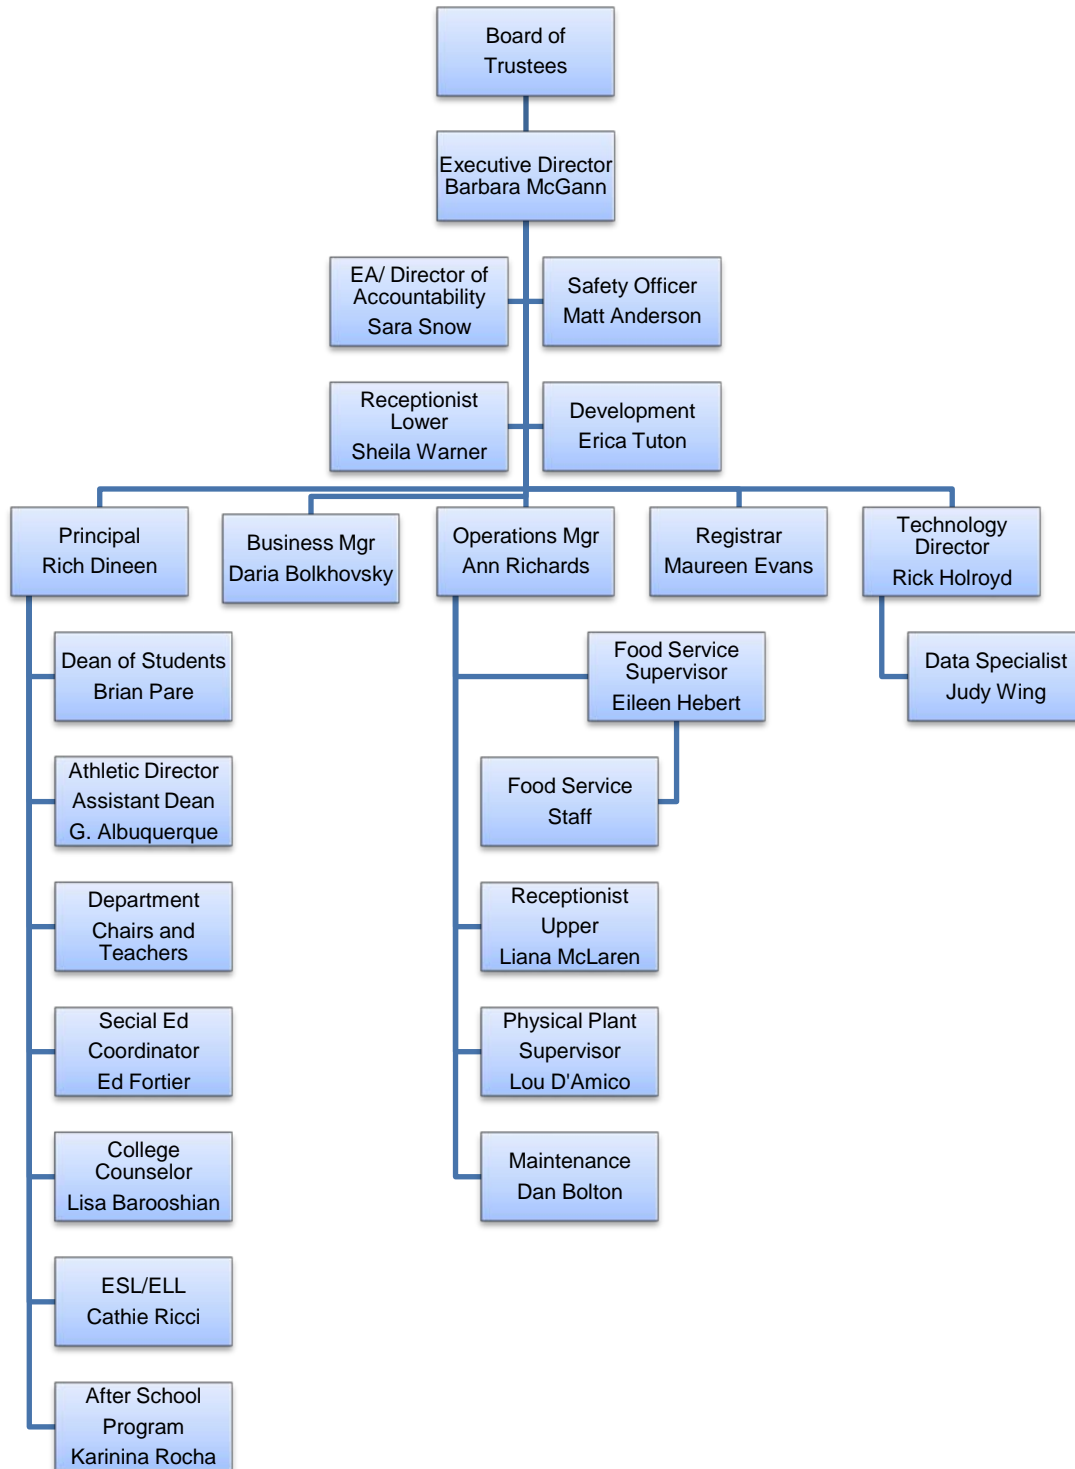 Board of
Trustees
Executive Director
Barbara McGann
EA/ Director of
Accountability
Sara Snow
Safety Officer
Matt Anderson
Receptionist
Lower
Sheila Warner
Development
Erica Tuton
Principal
Rich Dineen
Business Mgr
Daria Bolkhovsky
Operations Mgr
Ann Richards
Registrar
Maureen Evans
Technology
Director
Rick Holroyd
Dean of Students
Brian Pare
Food Service
Supervisor
Eileen Hebert
Data Specialist
Judy Wing
Athletic Director
Assistant Dean
G. Albuquerque
Food Service
Staff
Department
Chairs and
Teachers
Receptionist
Upper
Liana McLaren
Secial Ed
Coordinator
Ed Fortier
Physical Plant
Supervisor
Lou D'Amico
College
Counselor
Lisa Barooshian
Maintenance
Dan Bolton
ESL/ELL
Cathie Ricci
After School
Program
Karinina Rocha